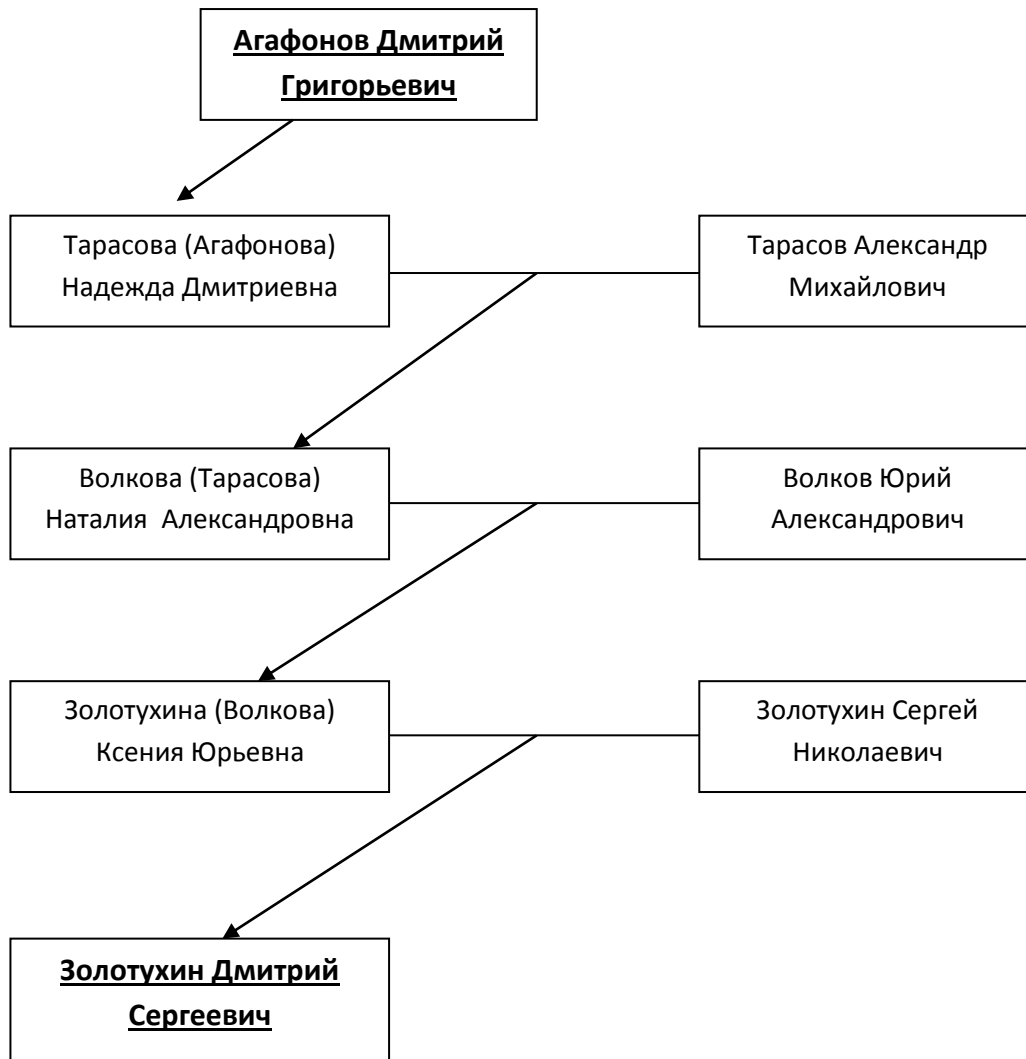 Агафонов Дмитрий
Григорьевич
Тарасова (Агафонова)
Надежда Дмитриевна
Тарасов Александр
Михайлович
Волкова (Тарасова)
Наталия  Александровна
Волков Юрий
Александрович
Золотухина (Волкова)
Ксения Юрьевна
Золотухин Сергей
Николаевич
Золотухин Дмитрий
Сергеевич